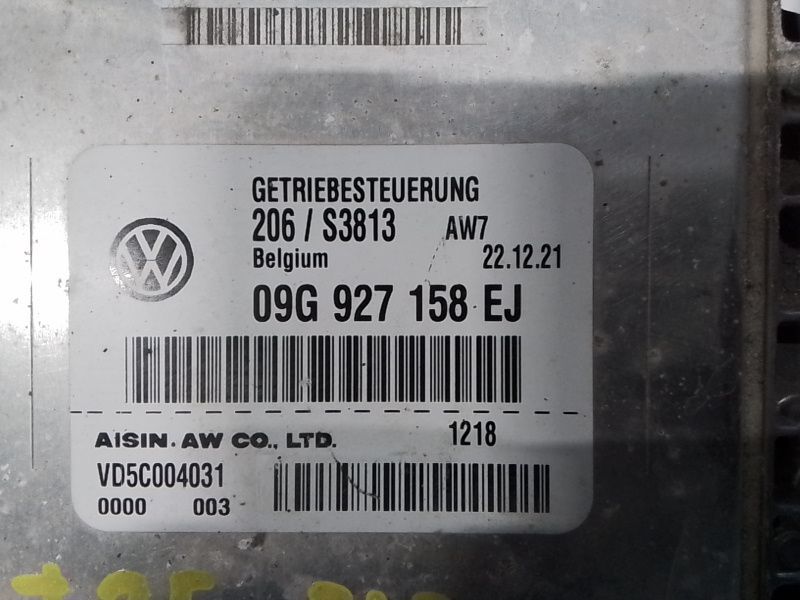 GETRIEBESTEUERUNG
206 / S3813 AW7
Belgium 22.12.21
09G 927 158 EJ
AISIN. AW CO., LTD. 1218
VD5C004031
0000 003